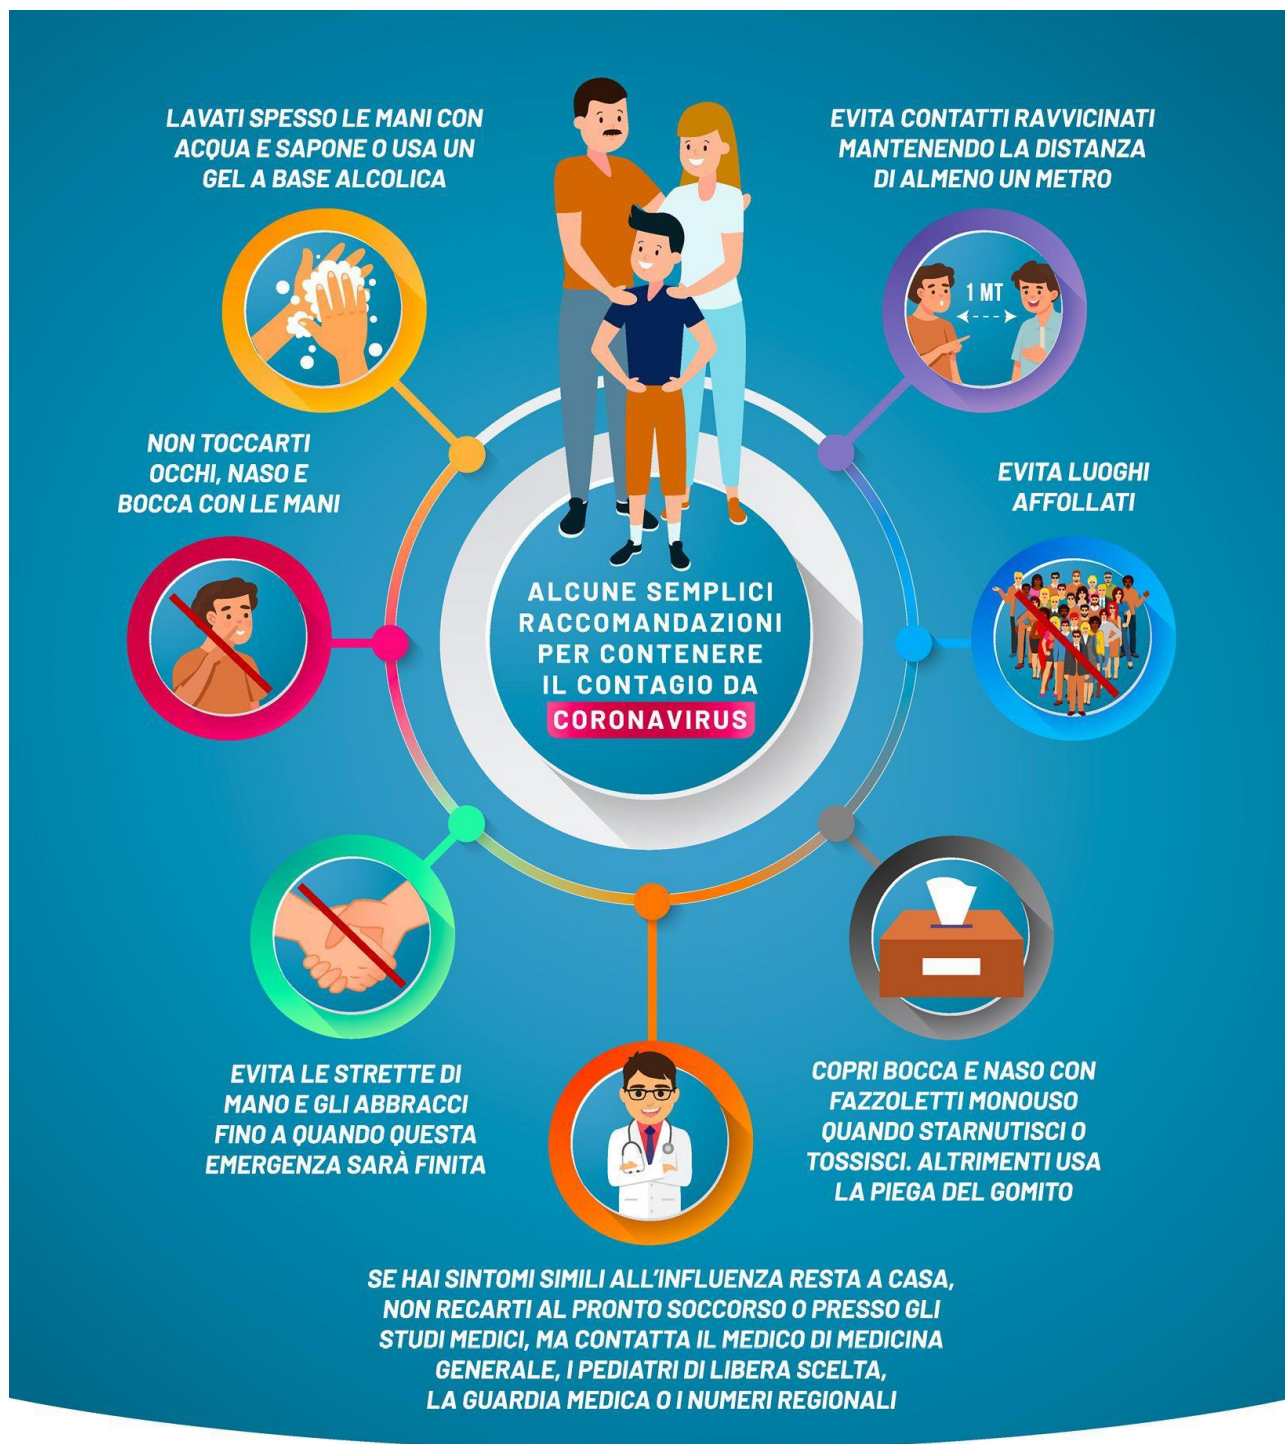 LAVATI SPESSO LE MANI CON
ACQUA E SAPONE O USA UN
GEL A BASE ALCOLICA
EVITA CONTATTI RAVVICINATI
MANTENENDO LA DISTANZA
DI ALMENO UN METRO
1 MT
NON TOCCARTI
OCCHI, NASO E
BOCCA CON LE MANI
EVITA LUOGHI
AFFOLLATI
ALCUNE SEMPLICI
RACCOMANDAZIONI
PER CONTENERE
IL CONTAGIO DA
CORONAVIRUS
EVITA LE STRETTE DI
MANO E GLI ABBRACCI
FINO A QUANDO QUESTA
EMERGENZA SARÀ FINITA
COPRI BOCCA E NASO CON
FAZZOLETTI MONOUSO
QUANDO STARNUTISCI O
TOSSISCI. ALTRIMENTI USA
LA PIEGA DEL GOMITO
SE HAI SINTOMI SIMILI ALL'INFLUENZA RESTA A CASA,
NON RECARTI AL PRONTO SOCCORSO O PRESSO GLI
STUDI MEDICI, MA CONTATTA IL MEDICO DI MEDICINA
GENERALE, I PEDIATRI DI LIBERA SCELTA,
LA GUARDIA MEDICA O I NUMERI REGIONALI